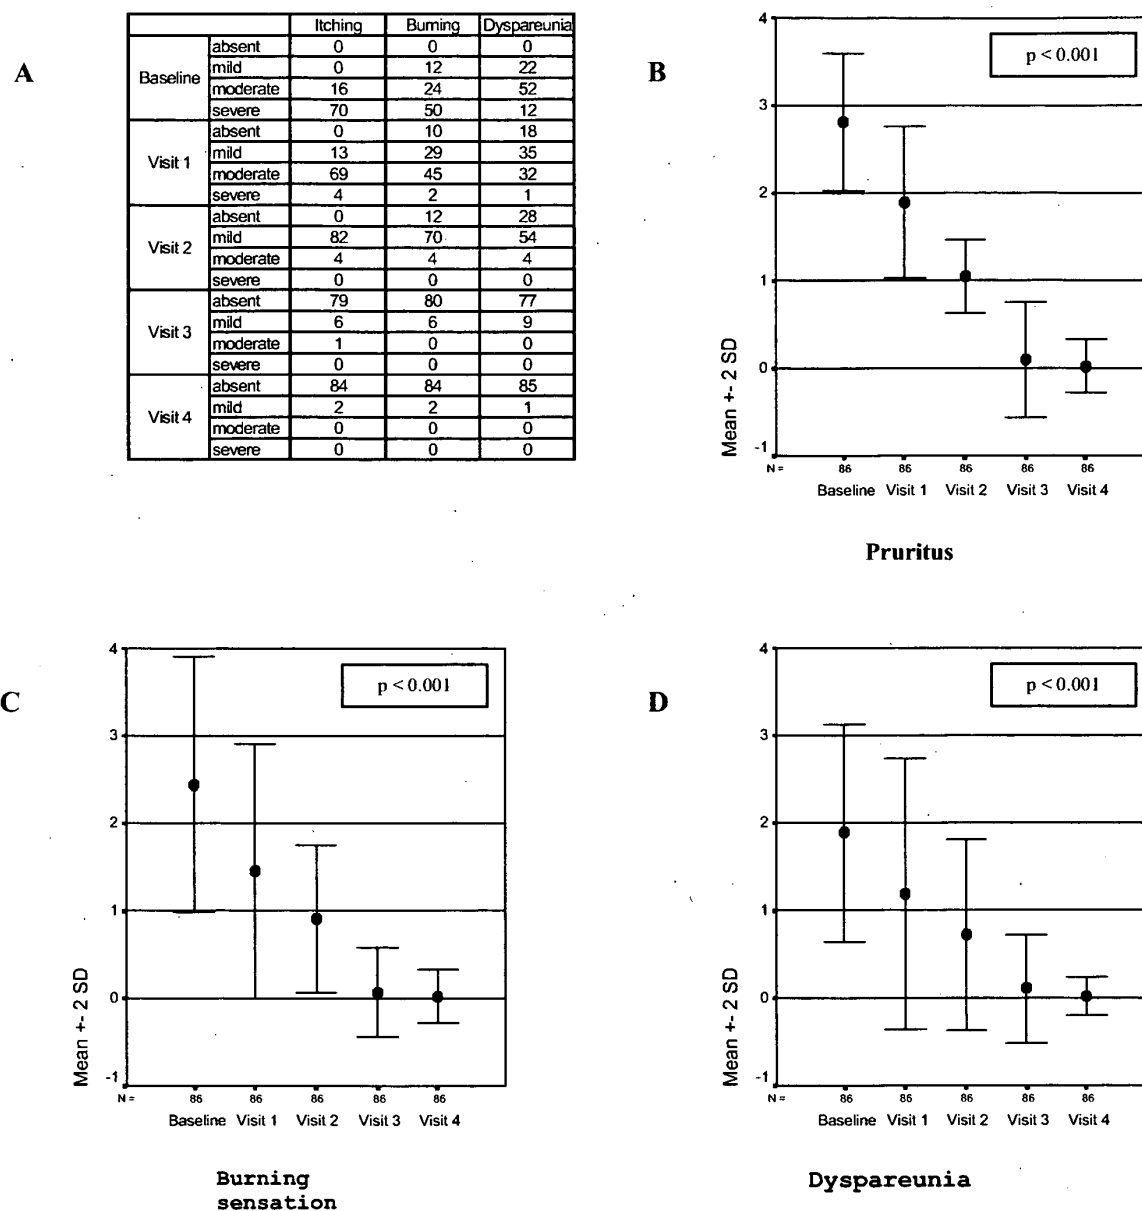 A
Itching Burning Dyspareunia
Baseline
absent 0 0 0
mild 0 12 22
moderate 16 24 52
severe 70 50 12
Visit 1
absent 0 10 18
mild 13 29 35
moderate 69 45 32
severe 4 2 1
Visit 2
absent 0 12 28
mild 82 70 54
moderate 4 4 4
severe 0 0 0
Visit 3
absent 79 80 77
mild 6 6 9
moderate 1 0 0
severe 0 0 0
Visit 4
absent 84 84 85
mild 2 2 1
moderate 0 0 0
severe 0 0 0
B
p < 0.001
4
3
2
1
0
-1
Mean +- 2 SD
N = 86 86 86 86 86
Baseline Visit 1 Visit 2 Visit 3 Visit 4
Pruritus
C
p < 0.001
4
3
2
1
0
-1
Mean +- 2 SD
N = 86 86 86 86 86
Baseline Visit 1 Visit 2 Visit 3 Visit 4
Burning
sensation
D
p < 0.001
4
3
2
1
0
-1
Mean +- 2 SD
N = 86 86 86 86 86
Baseline Visit 1 Visit 2 Visit 3 Visit 4
Dyspareunia